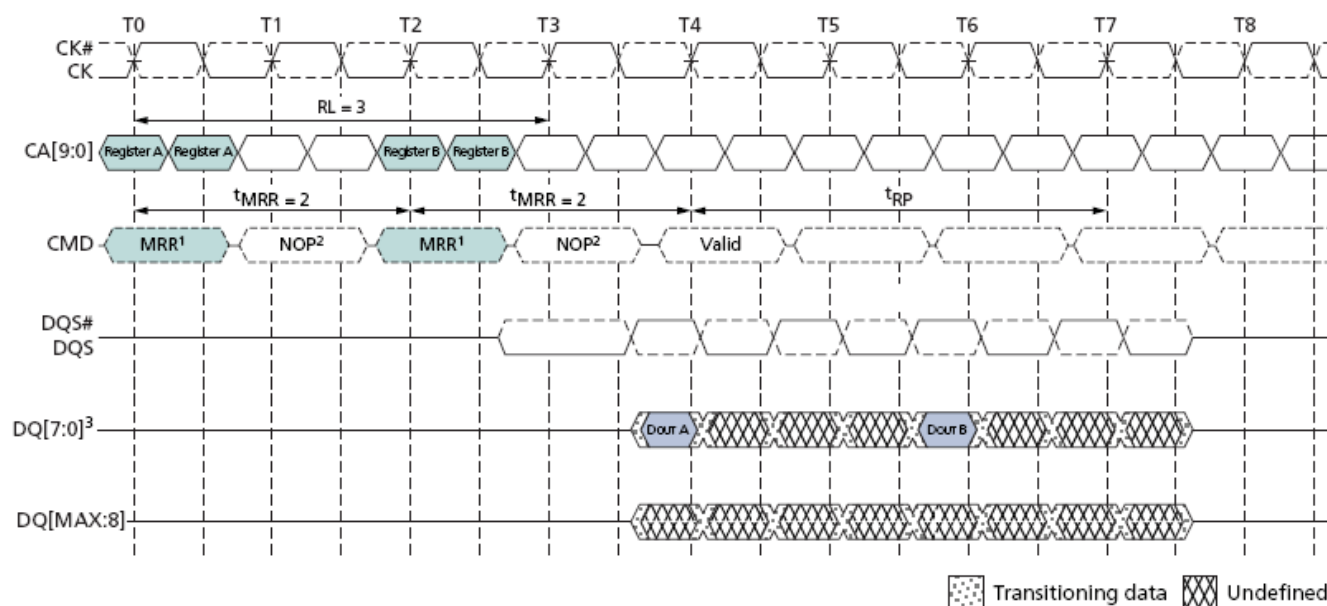 T0 T1 T2 T3 T4 T5 T6 T7 T8
CK#
CK
RL = 3
CA[9:0] Register A Register A Register B Register B
tMRR = 2 tMRR = 2 tRP
CMD MRR1 NOP2 MRR1 NOP2 Valid
DQS#
DQS
DQ[7:0]3 DOUT A DOUT B
DQ[MAX:8]
Transitioning data Undefined